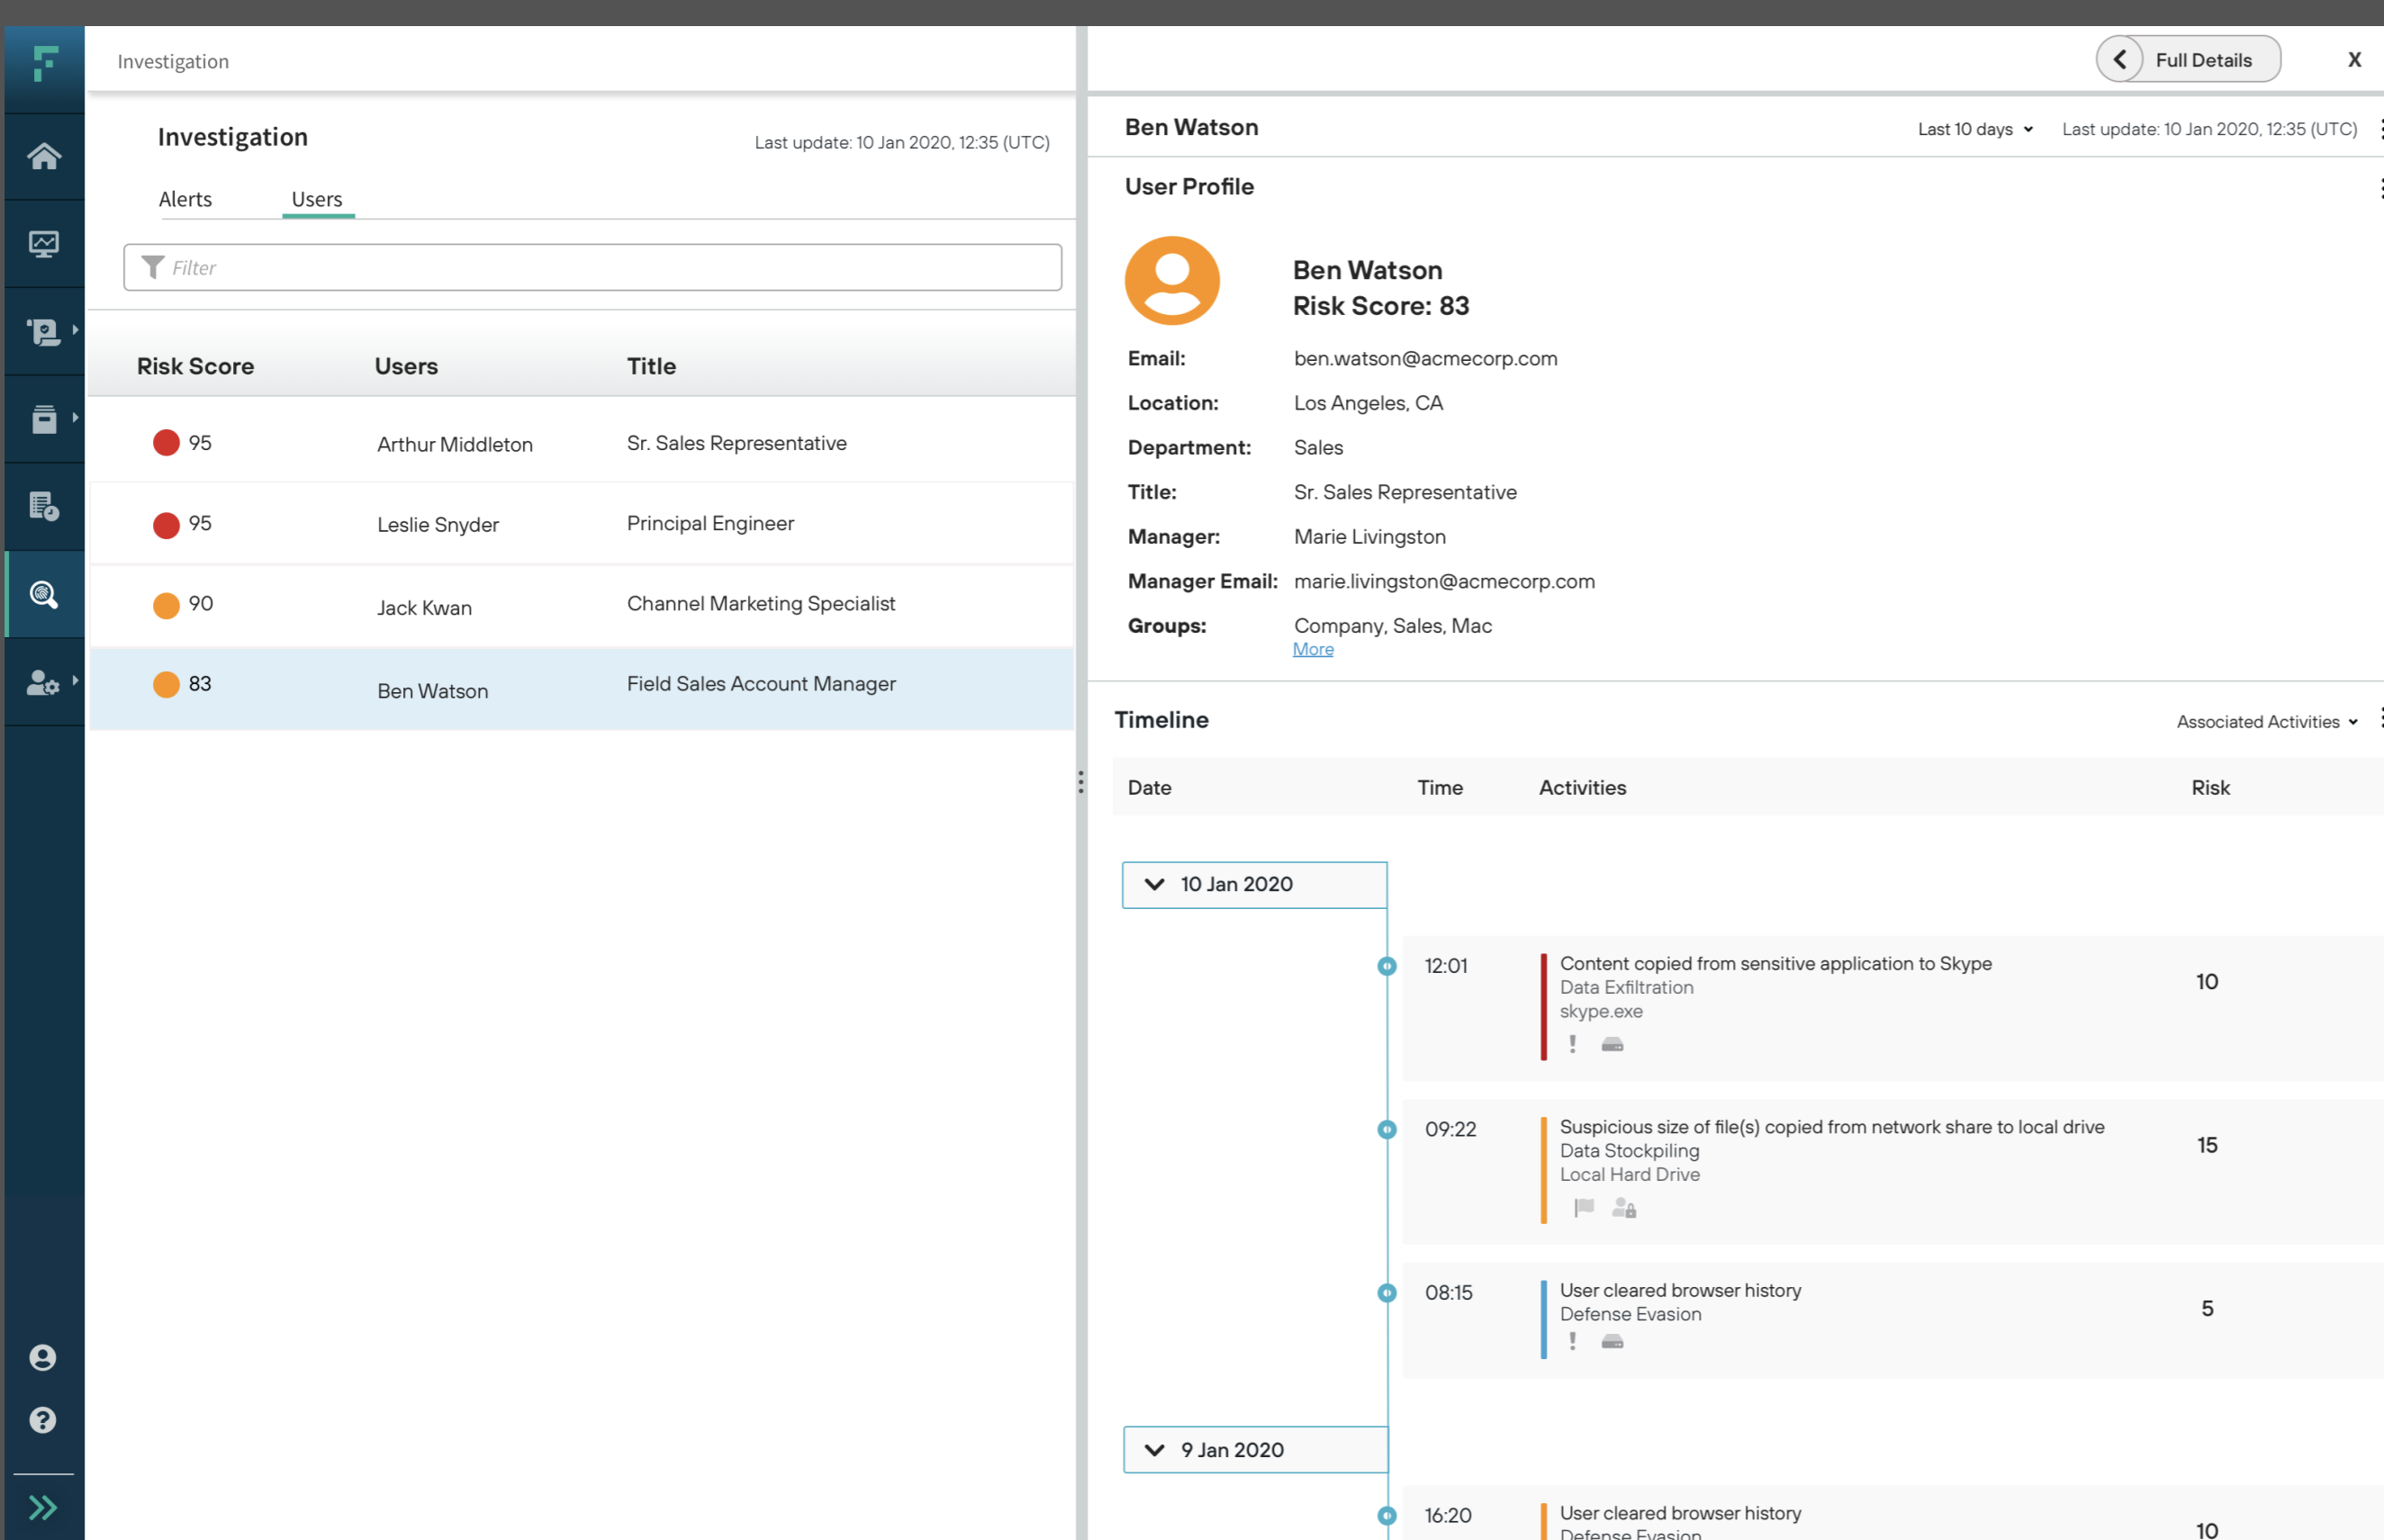 Investigation
Full Details
X
Investigation
Last update: 10 Jan 2020, 12:35 (UTC)
Alerts
Users
Filter
Risk Score Users Title
95 Arthur Middleton Sr. Sales Representative
95 Leslie Snyder Principal Engineer
90 Jack Kwan Channel Marketing Specialist
83 Ben Watson Field Sales Account Manager
Ben Watson
Last 10 days
Last update: 10 Jan 2020, 12:35 (UTC)
User Profile
Ben Watson
Risk Score: 83
Email: ben.watson@acmecorp.com
Location: Los Angeles, CA
Department: Sales
Title: Sr. Sales Representative
Manager: Marie Livingston
Manager Email: marie.livingston@acmecorp.com
Groups: Company, Sales, Mac
More
Timeline
Associated Activities
Date Time Activities Risk
10 Jan 2020
12:01 Content copied from sensitive application to Skype 10
Data Exfiltration
skype.exe
09:22 Suspicious size of file(s) copied from network share to local drive 15
Data Stockpiling
Local Hard Drive
08:15 User cleared browser history 5
Defense Evasion
9 Jan 2020
16:20 User cleared browser history 10
Defense Evasion